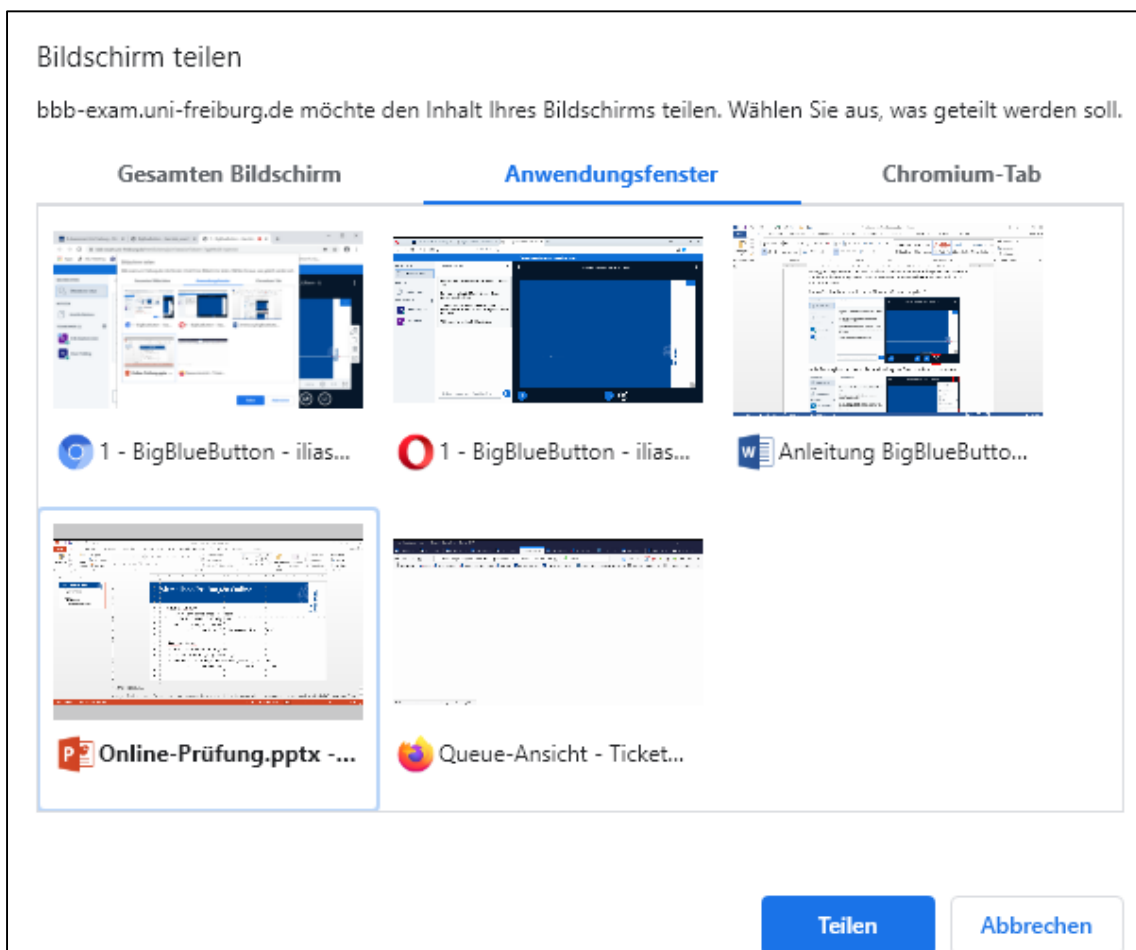 Bildschirm teilen
bbb-exam.uni-freiburg.de möchte den Inhalt Ihres Bildschirms teilen. Wählen Sie aus, was geteilt werden soll.
Gesamten Bildschirm Anwendungsfenster Chromium-Tab
1 - BigBlueButton - ilias... 1 - BigBlueButton - ilias... Anleitung BigBlueButto...
Online-Prüfung.pptx -... Queue-Ansicht - Ticket...
Teilen Abbrechen